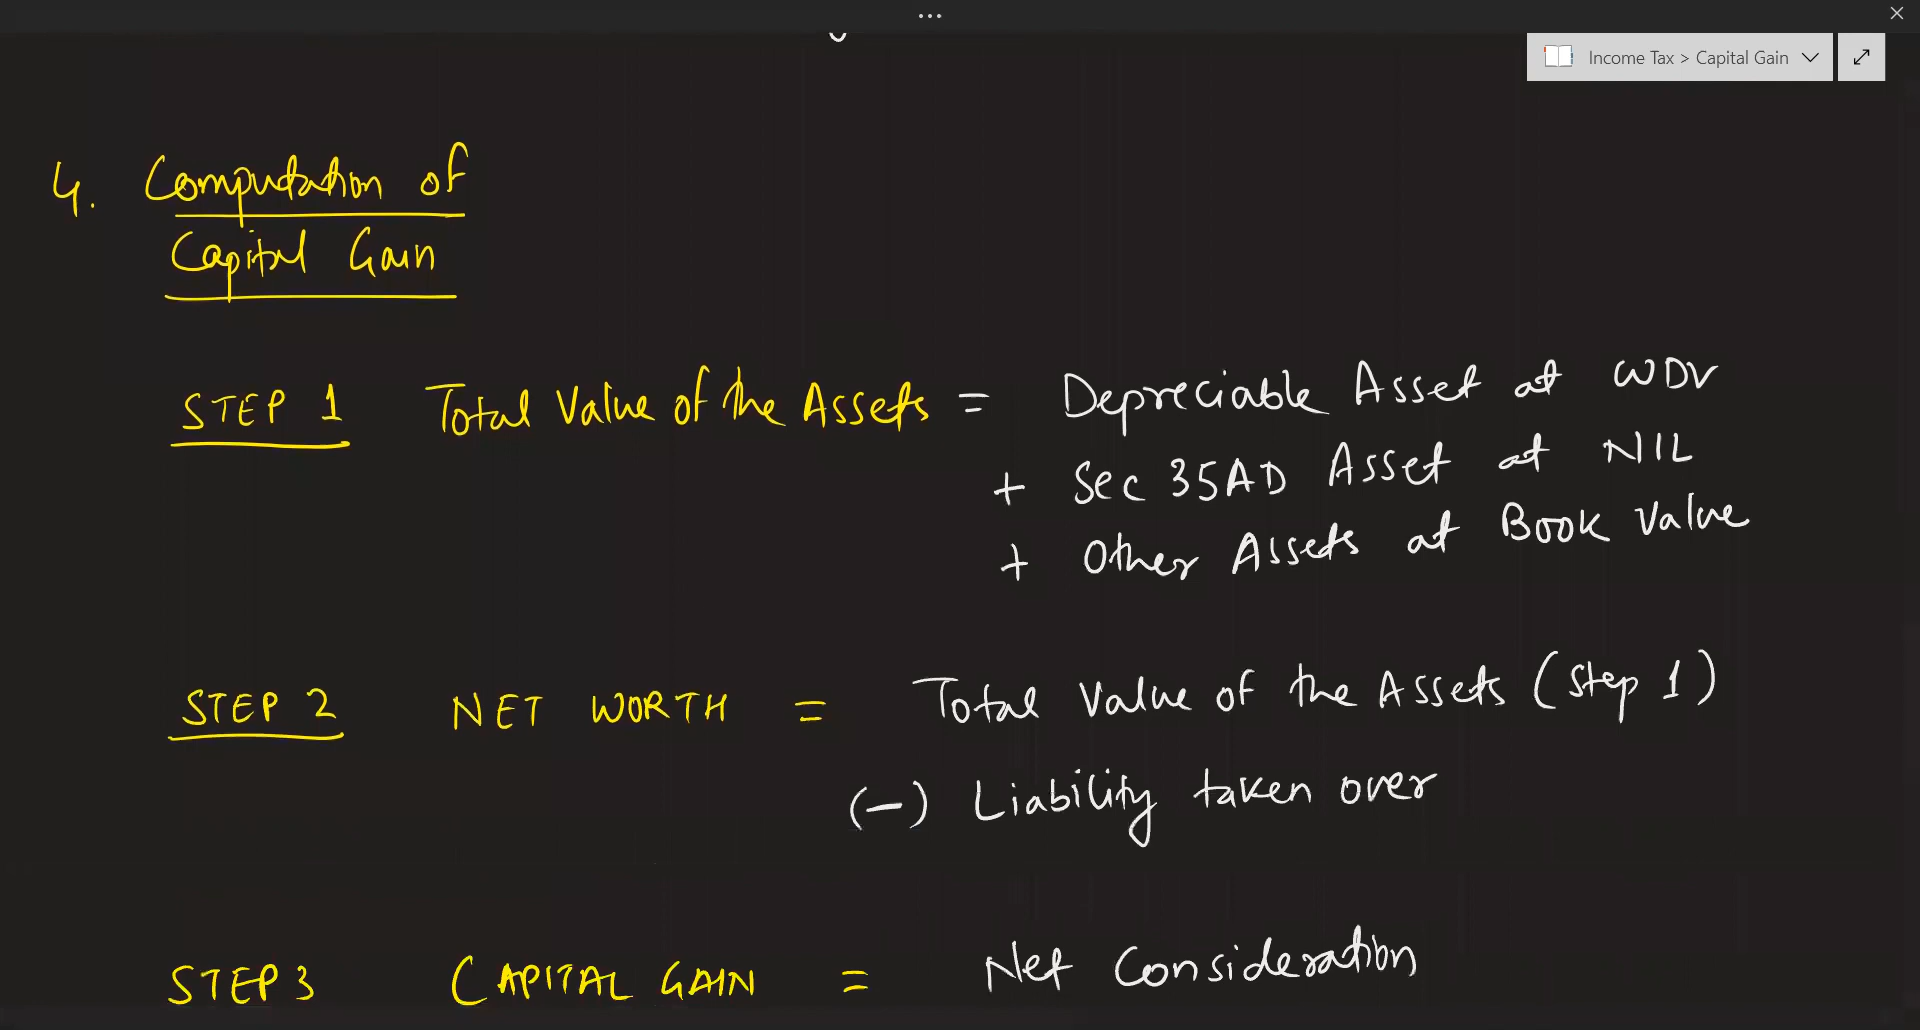 Income Tax > Capital Gain
4. Computation of
Capital Gain
STEP 1 Total Value of the Assets = Depreciable Asset at WDV
+ Sec 35AD Asset at NIL
+ Other Assets at Book Value
STEP 2 NET WORTH = Total Value of the Assets (Step 1)
(-) Liability taken over
STEP 3 CAPITAL GAIN = Net Consideration